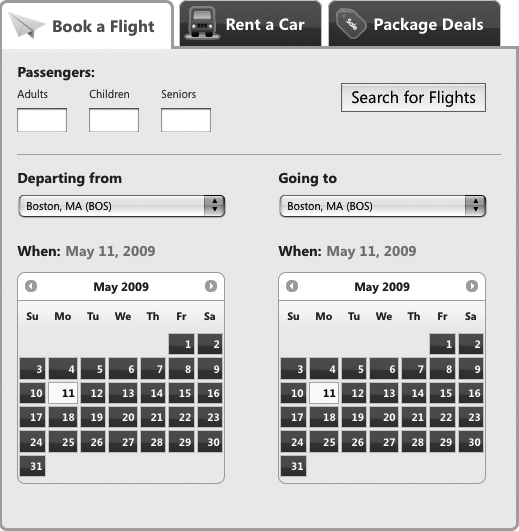 Book a Flight Rent a Car Sale Package Deals
Passengers:
Adults Children Seniors
Search for Flights
Departing from Going to
Boston, MA (BOS) Boston, MA (BOS)
When: May 11, 2009 When: May 11, 2009
May 2009 May 2009
Su Mo Tu We Th Fr Sa Su Mo Tu We Th Fr Sa
1 2 1 2
3 4 5 6 7 8 9 3 4 5 6 7 8 9
10 11 12 13 14 15 16 10 11 12 13 14 15 16
17 18 19 20 21 22 23 17 18 19 20 21 22 23
24 25 26 27 28 29 30 24 25 26 27 28 29 30
31 31